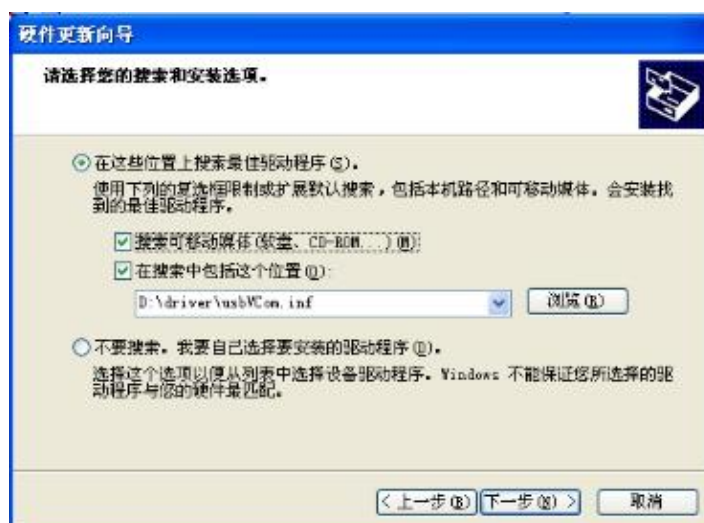 硬件更新向导
请选择您的搜索和安装选项。
在这些位置上搜索最佳驱动程序(S)。
使用下列的复选框限制或扩展默认搜索，包括本机路径和可移动媒体。会安装找
到的最佳驱动程序。
搜索可移动媒体(软盘、CD-ROM...)(M)
在搜索中包括这个位置(O):
D:\driver\usbVCom.inf
浏览(R)
不要搜索。我要自己选择要安装的驱动程序(D)。
选择这个选项以便从列表中选择设备驱动程序。Windows 不能保证您所选择的驱
动程序与您的硬件最匹配。
< 上一步(B)
下一步(N) >
取消